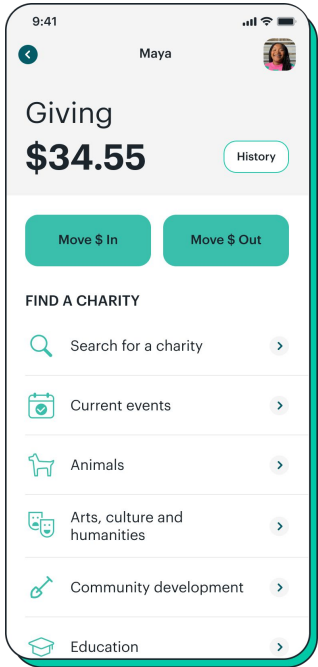 9:41
Maya
Giving
$34.55
History
Move $ In
Move $ Out
FIND A CHARITY
Search for a charity
Current events
Animals
Arts, culture and
humanities
Community development
Education